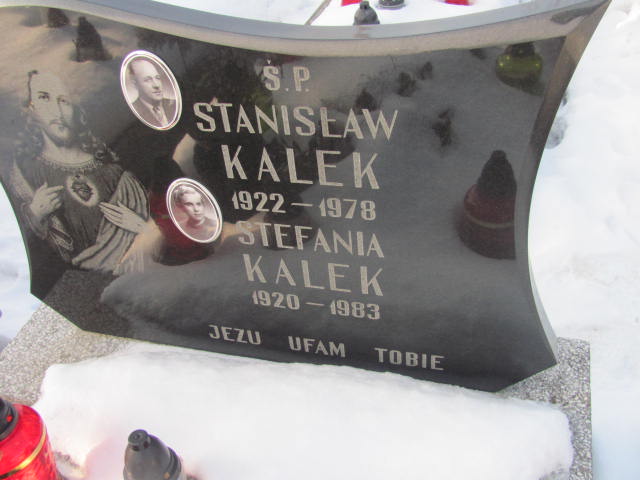 Ś.P.
STANISŁAW
KALEK
1922 – 1978
STEFANIA
KALEK
1920 – 1983
JEZU UFAM TOBIE